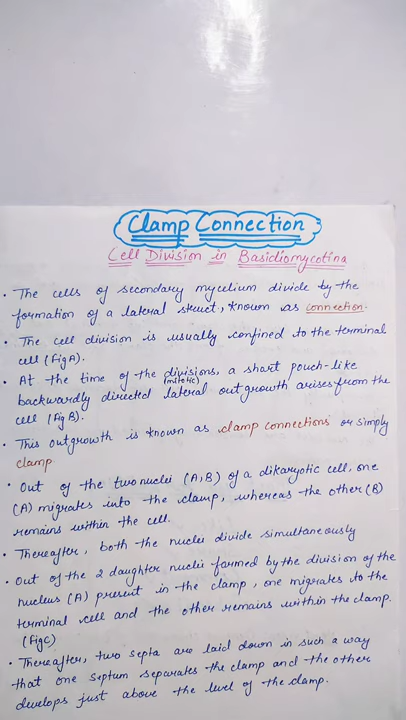 Clamp Connection
Cell Division in Basidiomycotina
• The cells of secondary mycelium divide by the
formation of a lateral struct, known as connection.
• The cell division is usually confined to the terminal
cell (Fig A).
• At the time of the divisions, a short pouch-like
(mitotic)
backwardly directed lateral outgrowth arises from the
cell (Fig B).
• This outgrowth is known as clamp connections or simply
clamp
• Out of the two nuclei (A,B) of a dikaryotic cell, one
(A) migrates into the clamp, whereas the other (B)
remains within the cell.
• Thereafter, both the nuclei divide simultaneously
• Out of the 2 daughter nuclei formed by the division of the
nucleus (A) present in the clamp, one migrates to the
terminal cell and the other remains within the clamp.
(Fig C)
• Thereafter, two septa are laid down in such a way
that one septum separates the clamp and the other
develops just above the level of the clamp.